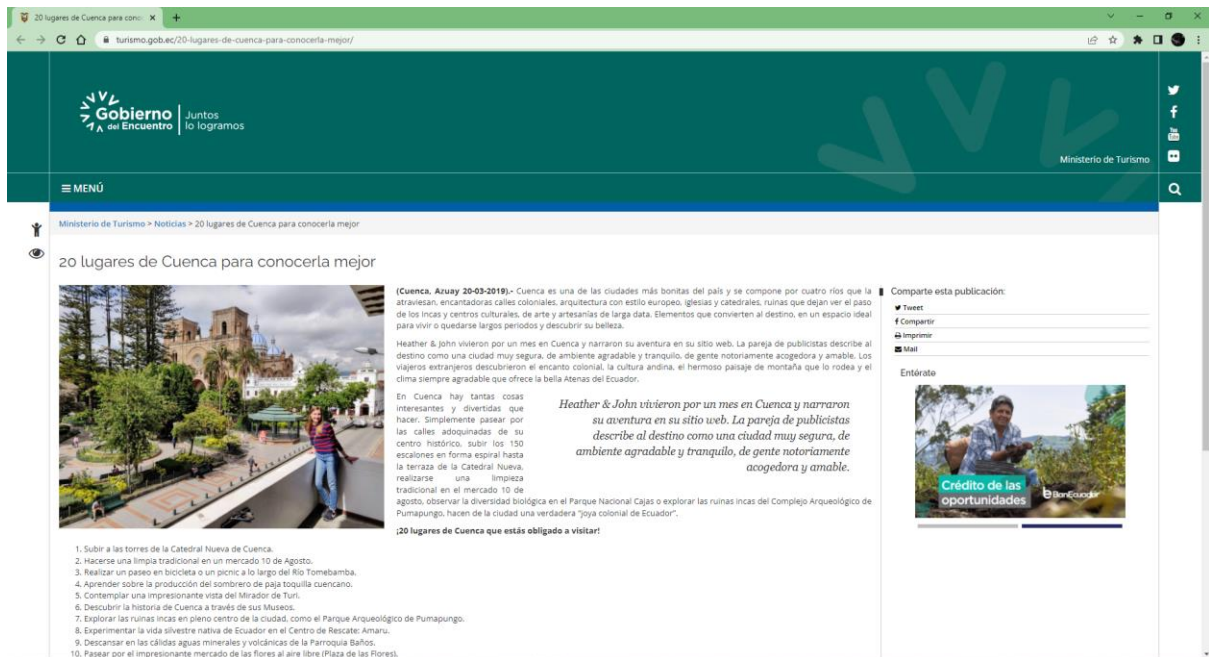 20 lugares de Cuenca para cono
turismo.gob.ec/20-lugares-de-cuenca-para-conocerla-mejor/
Gobierno
del Encuentro
Juntos
lo logramos
Ministerio de Turismo
MENÚ
Ministerio de Turismo > Noticias > 20 lugares de Cuenca para conocerla mejor
20 lugares de Cuenca para conocerla mejor
(Cuenca, Azuay 20-03-2019).- Cuenca es una de las ciudades más bonitas del país y se compone por cuatro ríos que la
atraviesan, encantadoras calles coloniales, arquitectura con estilo europeo, iglesias y catedrales, ruinas que dejan ver el paso
de los Incas y centros culturales, de arte y artesanías de larga data. Elementos que convierten al destino, en un espacio ideal
para vivir o quedarse largos periodos y descubrir su belleza.
Heather & John vivieron por un mes en Cuenca y narraron su aventura en su sitio web. La pareja de publicistas describe al
destino como una ciudad muy segura, de ambiente agradable y tranquilo, de gente notoriamente acogedora y amable. Los
viajeros extranjeros descubrieron el encanto colonial, la cultura andina, el hermoso paisaje de montaña que lo rodea y el
clima siempre agradable que ofrece la bella Atenas del Ecuador.
En Cuenca hay tantas cosas
interesantes y divertidas que
hacer. Simplemente pasear por
las calles adoquinadas de su
centro histórico, subir los 150
escalones en forma espiral hasta
la terraza de la Catedral Nueva,
realizarse una limpieza
tradicional en el mercado 10 de
agosto, observar la diversidad biológica en el Parque Nacional Cajas o explorar las ruinas incas del Complejo Arqueológico de
Pumapungo, hacen de la ciudad una verdadera "joya colonial de Ecuador".
Heather & John vivieron por un mes en Cuenca y narraron
su aventura en su sitio web. La pareja de publicistas
describe al destino como una ciudad muy segura, de
ambiente agradable y tranquilo, de gente notoriamente
acogedora y amable.
¡20 lugares de Cuenca que estás obligado a visitar!
1. Subir a las torres de la Catedral Nueva de Cuenca.
2. Hacerse una limpia tradicional en un mercado 10 de Agosto.
3. Realizar un paseo en bicicleta o un picnic a lo largo del Río Tomebamba.
4. Aprender sobre la producción del sombrero de paja toquilla cuencano.
5. Contemplar una impresionante vista del Mirador de Turi.
6. Descubrir la historia de Cuenca a través de sus Museos.
7. Explorar las ruinas incas en pleno centro de la ciudad, como el Parque Arqueológico de Pumapungo.
8. Experimentar la vida silvestre nativa de Ecuador en el Centro de Rescate: Amaru.
9. Descansar en las cálidas aguas minerales y volcánicas de la Parroquia Baños.
10. Pasear por el impresionante mercado de las flores al aire libre (Plaza de las Flores).
Comparte esta publicación:
Tweet
Compartir
Imprimir
Mail
Entérate
Crédito de las
oportunidades
BanEcuador